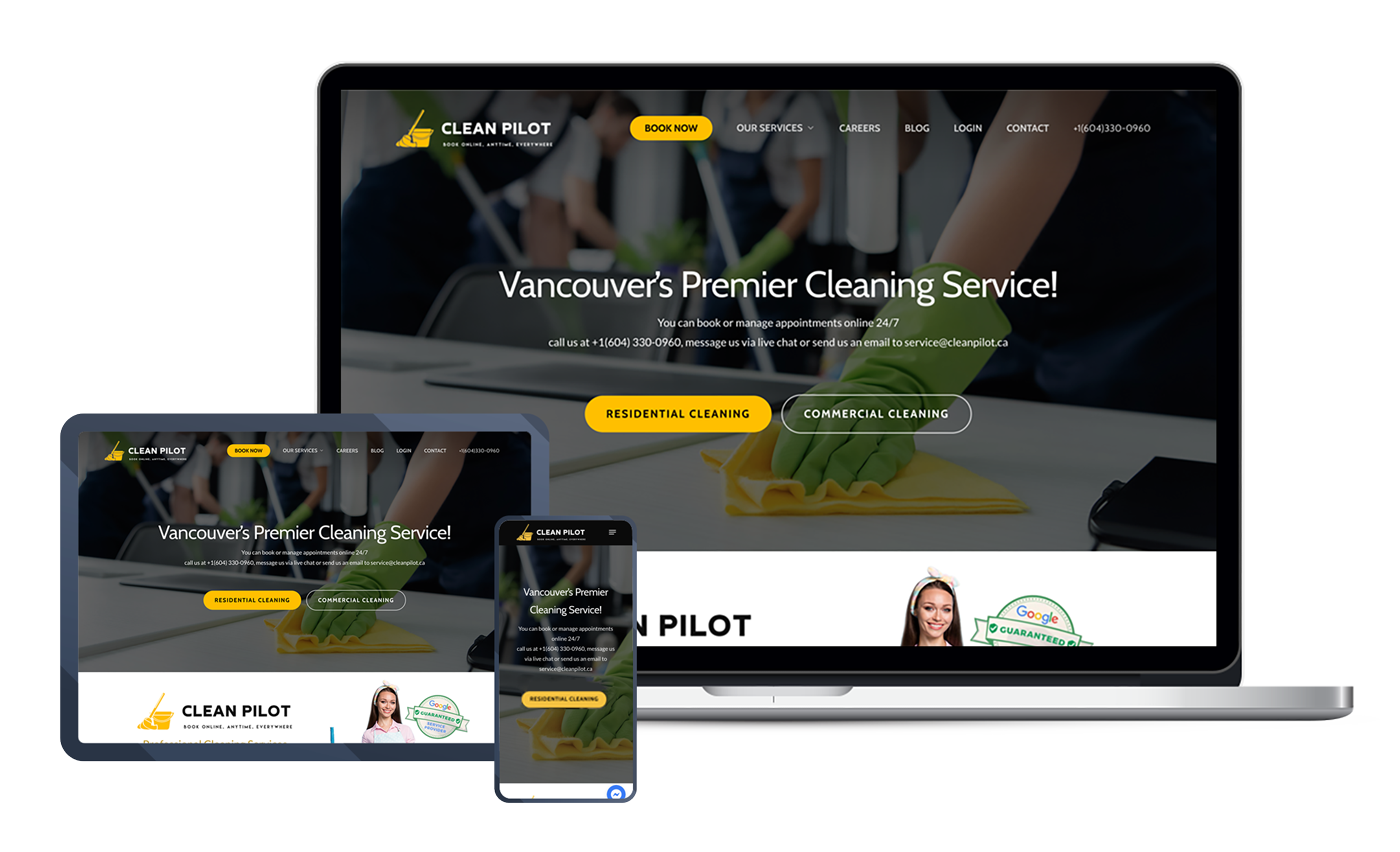 CLEAN PILOT
BOOK ONLINE, ANYTIME, EVERYWHERE
BOOK NOW
OUR SERVICES
CAREERS
BLOG
LOGIN
CONTACT
+1(604)330-0960
Vancouver's Premier Cleaning Service!
You can book or manage appointments online 24/7
call us at +1(604) 330-0960, message us via live chat or send us an email to service@cleanpilot.ca
RESIDENTIAL CLEANING
COMMERCIAL CLEANING
N PILOT
Google
GUARANTEED
CLEAN PILOT
BOOK ONLINE, ANYTIME, EVERYWHERE
BOOK NOW
OUR SERVICES
CAREERS
BLOG
LOGIN
CONTACT
+1(604)330-0960
Vancouver's Premier Cleaning Service!
You can book or manage appointments online 24/7
call us at +1(604) 330-0960, message us via live chat or send us an email to service@cleanpilot.ca
RESIDENTIAL CLEANING
COMMERCIAL CLEANING
CLEAN PILOT
BOOK ONLINE, ANYTIME, EVERYWHERE
Professional Cleaning Services
Google
GUARANTEED
SERVICE
PROVIDER
CLEAN PILOT
BOOK ONLINE, ANYTIME, EVERYWHERE
Vancouver's Premier
Cleaning Service!
You can book or manage appointments
online 24/7
call us at +1(604) 330-0960, message us
via live chat or send us an email to
service@cleanpilot.ca
RESIDENTIAL CLEANING